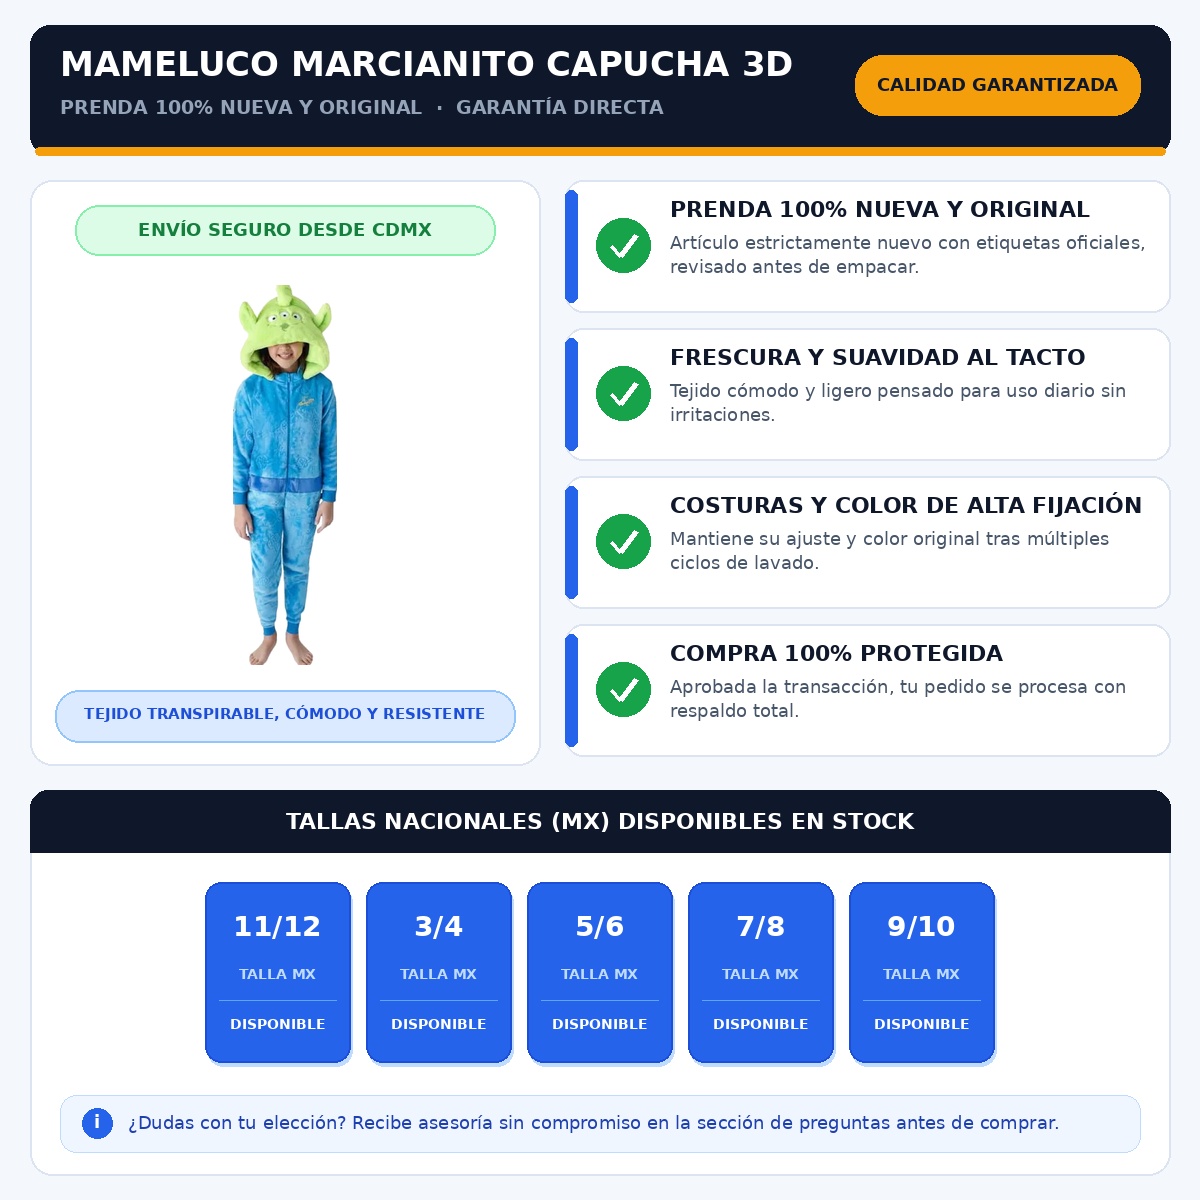 MAMELUCO MARCIANITO CAPUCHA 3D
PRENDA 100% NUEVA Y ORIGINAL · GARANTÍA DIRECTA
CALIDAD GARANTIZADA
ENVÍO SEGURO DESDE CDMX
TEJIDO TRANSPIRABLE, CÓMODO Y RESISTENTE
PRENDA 100% NUEVA Y ORIGINAL
Artículo estrictamente nuevo con etiquetas oficiales,
revisado antes de empacar.
FRESCURA Y SUAVIDAD AL TACTO
Tejido cómodo y ligero pensado para uso diario sin
irritaciones.
COSTURAS Y COLOR DE ALTA FIJACIÓN
Mantiene su ajuste y color original tras múltiples
ciclos de lavado.
COMPRA 100% PROTEGIDA
Aprobada la transacción, tu pedido se procesa con
respaldo total.
TALLAS NACIONALES (MX) DISPONIBLES EN STOCK
11/12
TALLA MX
DISPONIBLE
3/4
TALLA MX
DISPONIBLE
5/6
TALLA MX
DISPONIBLE
7/8
TALLA MX
DISPONIBLE
9/10
TALLA MX
DISPONIBLE
i ¿Dudas con tu elección? Recibe asesoría sin compromiso en la sección de preguntas antes de comprar.